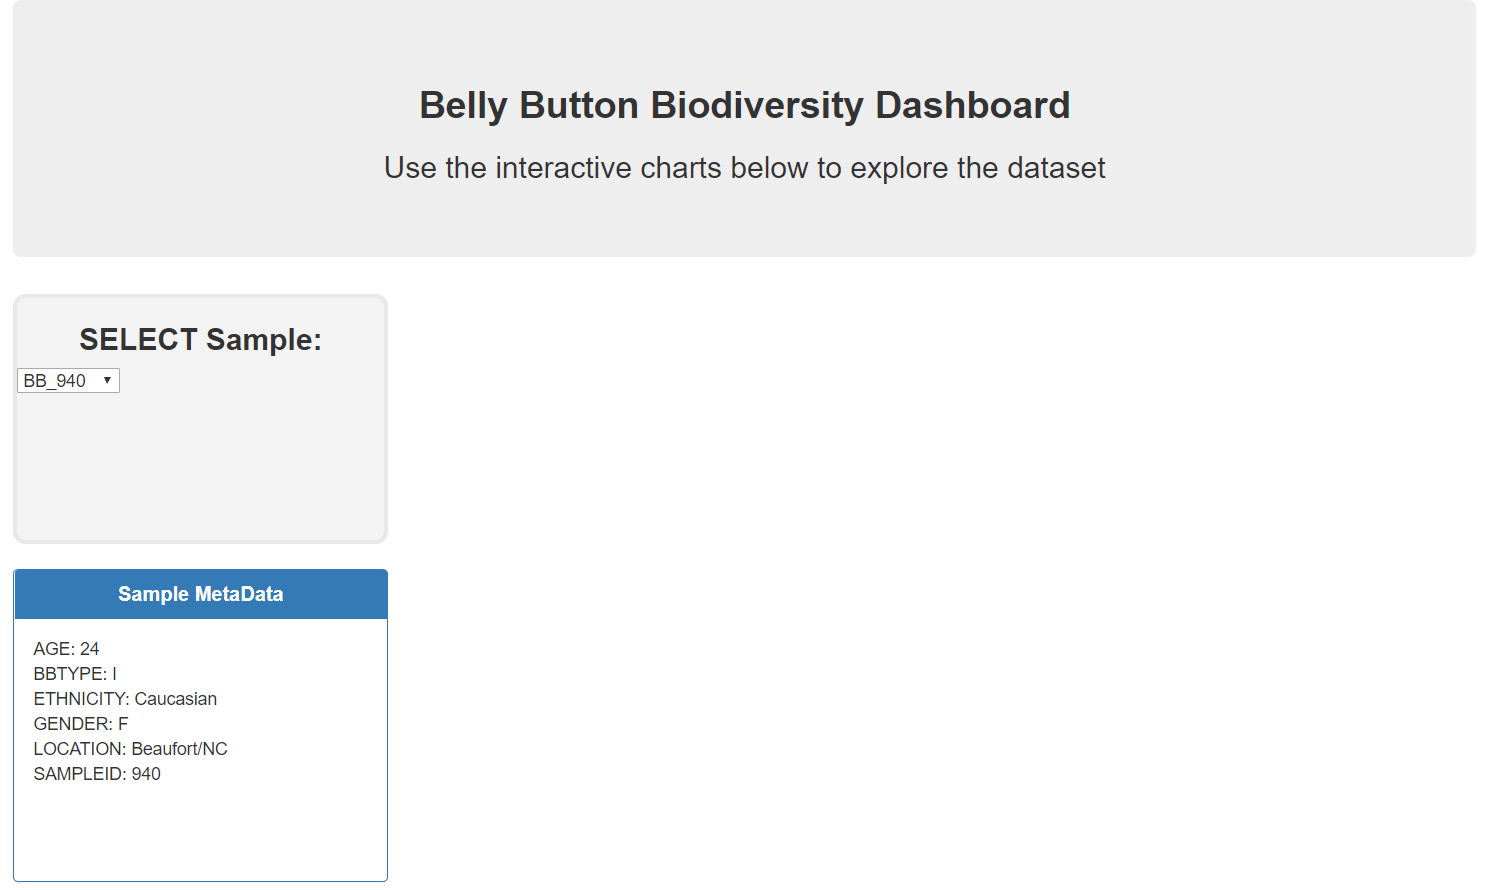 Belly Button Biodiversity Dashboard
Use the interactive charts below to explore the dataset
SELECT Sample:
BB_940
Sample MetaData
AGE: 24
BBTYPE: I
ETHNICITY: Caucasian
GENDER: F
LOCATION: Beaufort/NC
SAMPLEID: 940